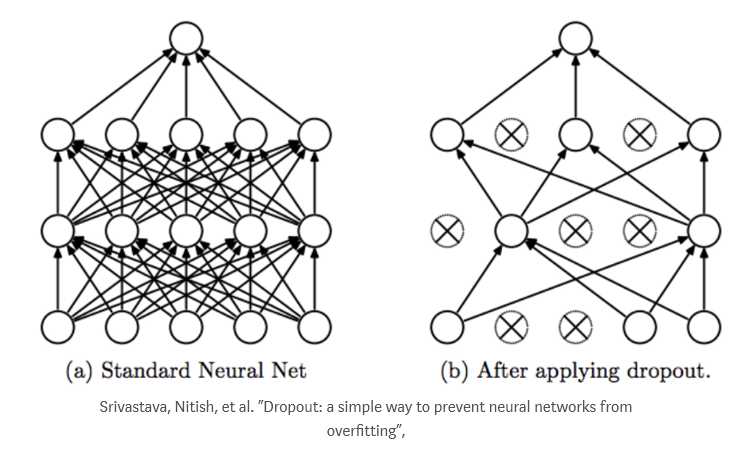 (a) Standard Neural Net
(b) After applying dropout.
Srivastava, Nitish, et al. ”Dropout: a simple way to prevent neural networks from
overfitting”,